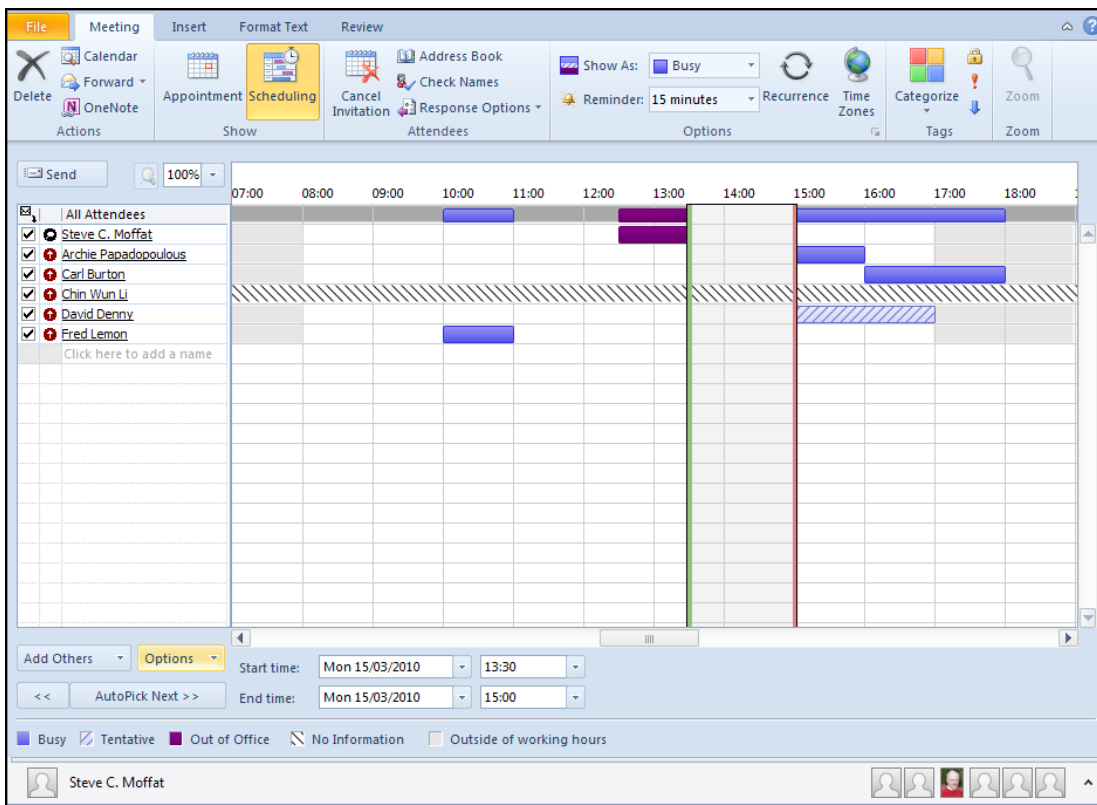 File Meeting Insert Format Text Review
Delete
Calendar
Forward
OneNote
Actions
Appointment
Scheduling
Show
Cancel
Invitation
Address Book
Check Names
Response Options
Attendees
Show As: Busy
Reminder: 15 minutes
Recurrence
Time
Zones
Options
Categorize
Tags
Zoom
Zoom
Send 100%
07:00 08:00 09:00 10:00 11:00 12:00 13:00 14:00 15:00 16:00 17:00 18:00
All Attendees
Steve C. Moffat
Archie Papadopoulous
Carl Burton
Chin Wun Li
David Denny
Fred Lemon
Click here to add a name
Add Others Options
Start time: Mon 15/03/2010 13:30
<< AutoPick Next >>
End time: Mon 15/03/2010 15:00
Busy Tentative Out of Office No Information Outside of working hours
Steve C. Moffat